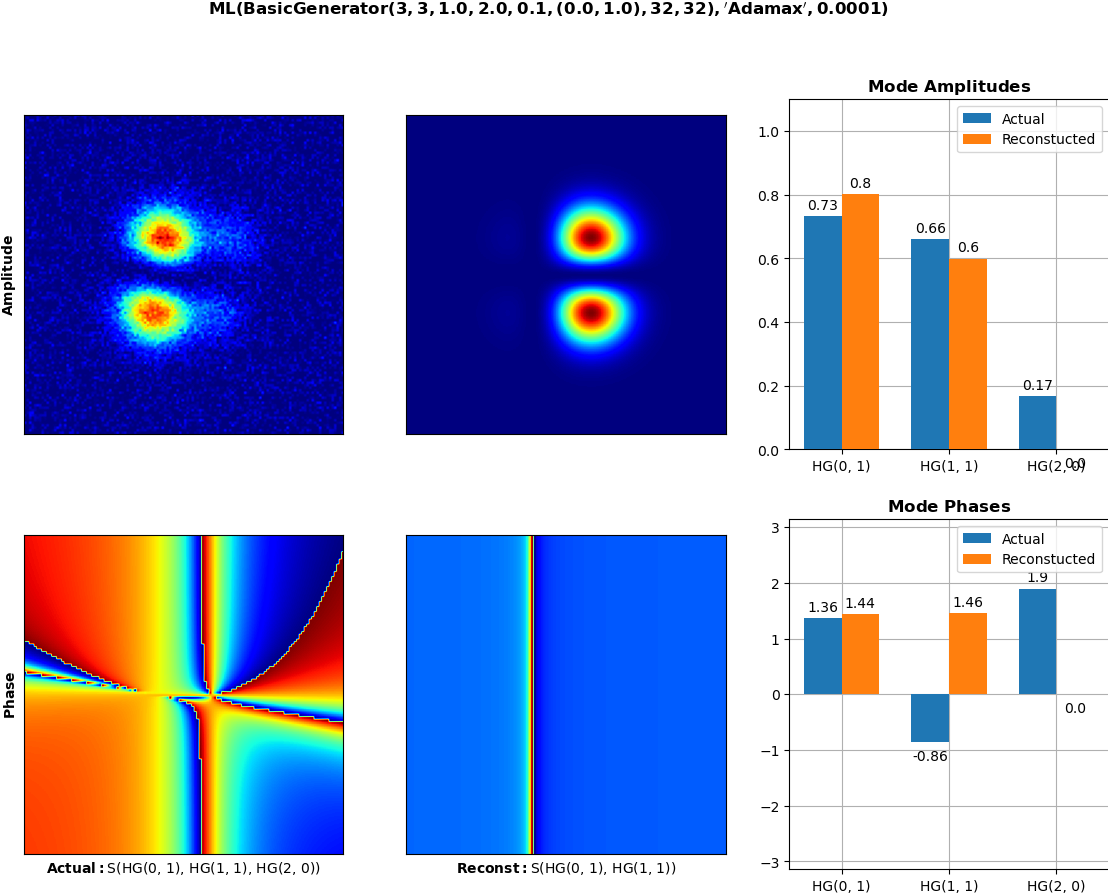 ML(BasicGenerator(3, 3, 1.0, 2.0, 0.1, (0.0, 1.0), 32, 32), ′Adamax′, 0.0001)
Amplitude
Mode Amplitudes
Actual
Reconstucted
1.0
0.8
0.6
0.4
0.2
0.0
0.73
0.8
0.66
0.6
0.17
0.0
HG(0, 1)
HG(1, 1)
HG(2, 0)
Phase
Actual: S(HG(0, 1), HG(1, 1), HG(2, 0))
Reconst: S(HG(0, 1), HG(1, 1))
Mode Phases
Actual
Reconstucted
3
2
1
0
−1
−2
−3
1.36
1.44
-0.86
1.46
1.9
0.0
HG(0, 1)
HG(1, 1)
HG(2, 0)